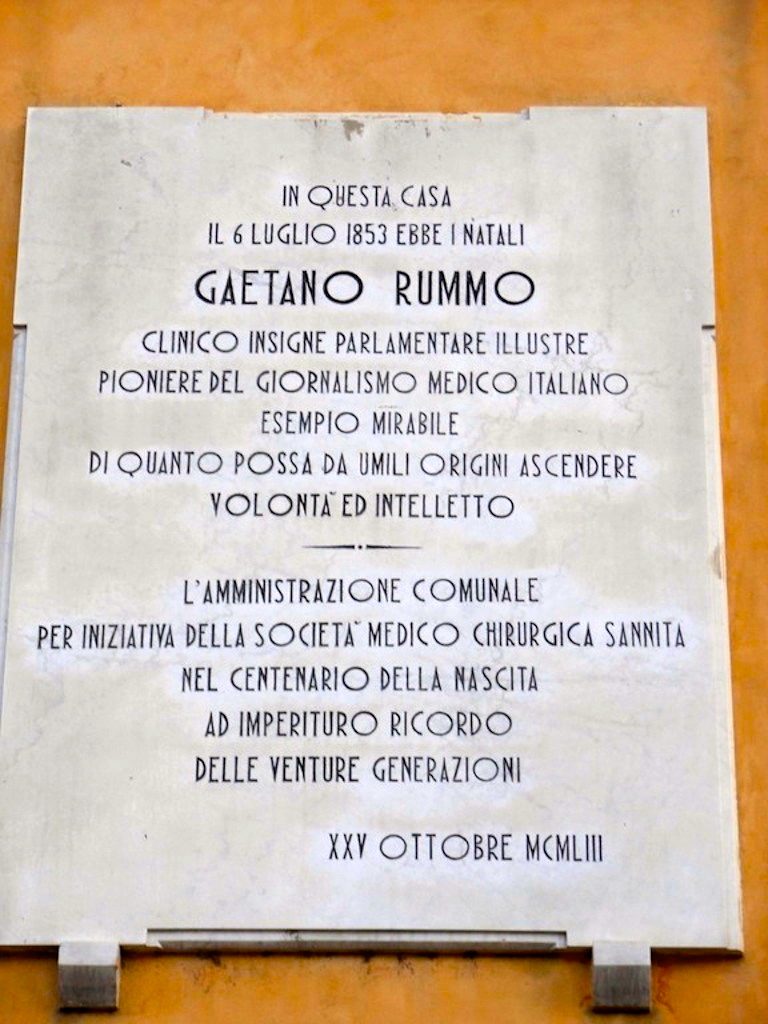 IN QUESTA CASA
IL 6 LUGLIO 1853 EBBE I NATALI
GAETANO RUMMO
CLINICO INSIGNE PARLAMENTARE ILLUSTRE
PIONIERE DEL GIORNALISMO MEDICO ITALIANO
ESEMPIO MIRABILE
DI QUANTO POSSA DA UMILI ORIGINI ASCENDERE
VOLONTÀ ED INTELLETTO
L'AMMINISTRAZIONE COMUNALE
PER INIZIATIVA DELLA SOCIETÀ MEDICO CHIRURGICA SANNITA
NEL CENTENARIO DELLA NASCITA
AD IMPERITURO RICORDO
DELLE VENTURE GENERAZIONI
XXV OTTOBRE MCMLIII